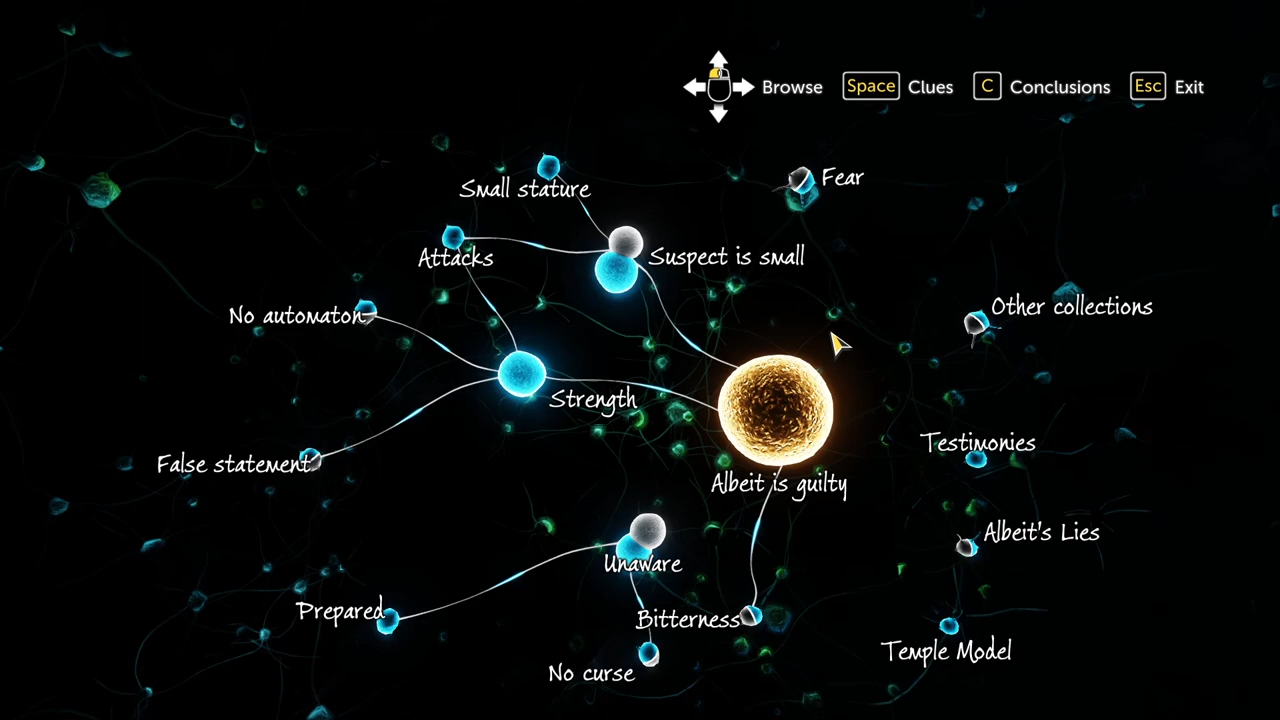 Browse Space Clues C Conclusions Esc Exit
Small stature
Fear
Attacks
Suspect is small
No automaton
Other collections
Strength
False statement
Testimonies
Albeit is guilty
Albeit's Lies
Unaware
Prepared
Bitterness
Temple Model
No curse